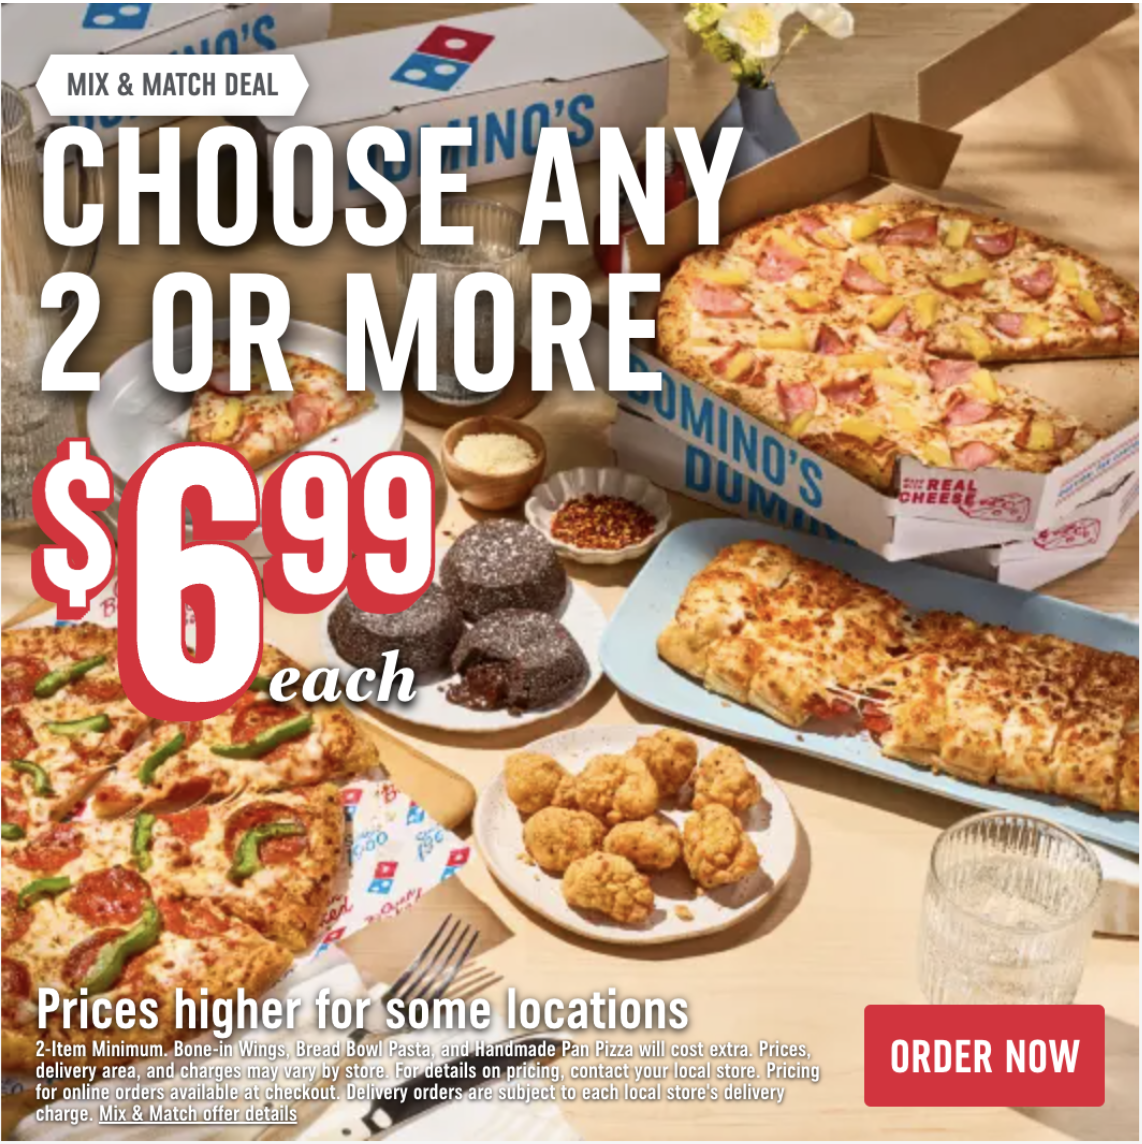 DOMINO'S
MIX & MATCH DEAL
DOMINO'S
CHOOSE ANY
2 OR MORE
$6.99
each
DOMINO'S
REAL
CHEESE
Prices higher for some locations
2-Item Minimum. Bone-in Wings, Bread Bowl Pasta, and Handmade Pan Pizza will cost extra. Prices,
delivery area, and charges may vary by store. For details on pricing, contact your local store. Pricing
for online orders available at checkout. Delivery orders are subject to each local store's delivery
charge. Mix & Match offer details
ORDER NOW